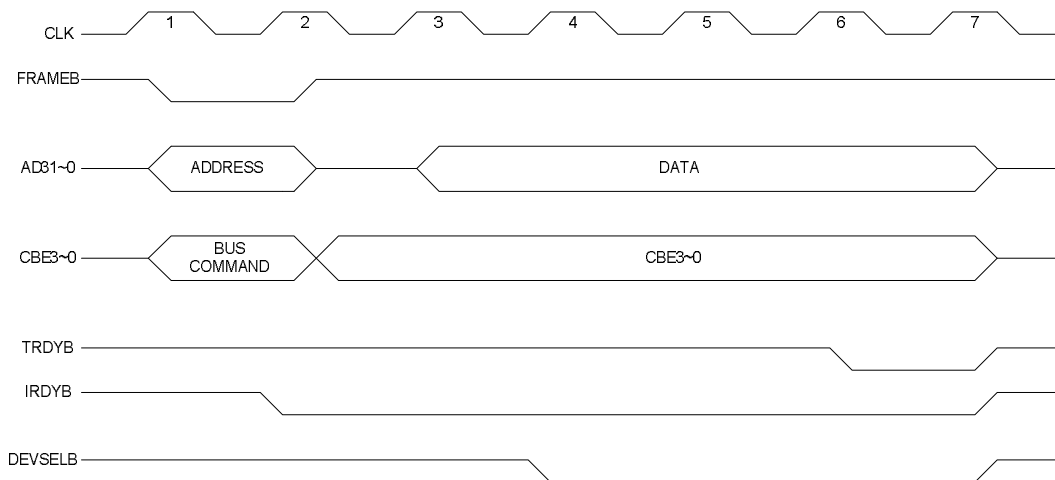 CLK 1 2 3 4 5 6 7
FRAMEB
AD31~0 ADDRESS DATA
CBE3~0 BUS COMMAND CBE3~0
TRDYB
IRDYB
DEVSELB